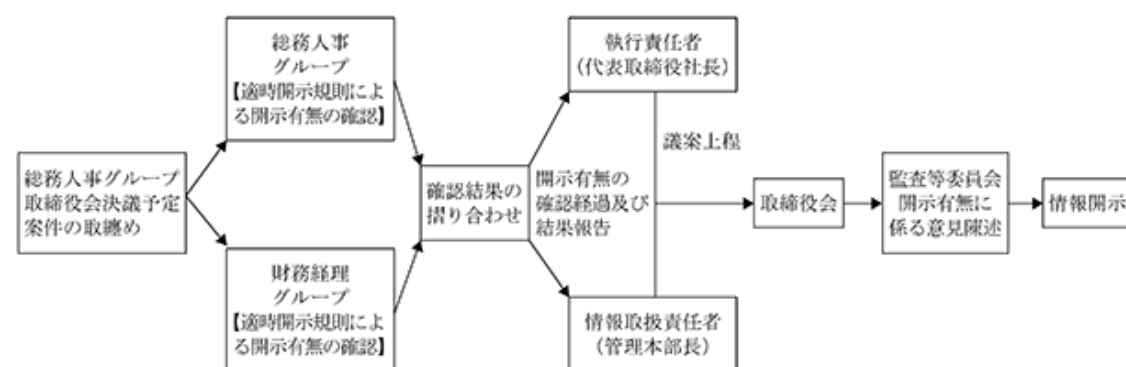 総務人事グループ
取締役会決議予定
案件の取纏め
総務人事
グループ
【適時開示規則によ
る開示有無の確認】
財務経理
グループ
【適時開示規則によ
る開示有無の確認】
確認結果の
摺り合わせ
開示有無の
確認経過及び
結果報告
執行責任者
（代表取締役社長）
情報取扱責任者
（管理本部長）
議案上程
取締役会
監査等委員会
開示有無に
係る意見陳述
情報開示